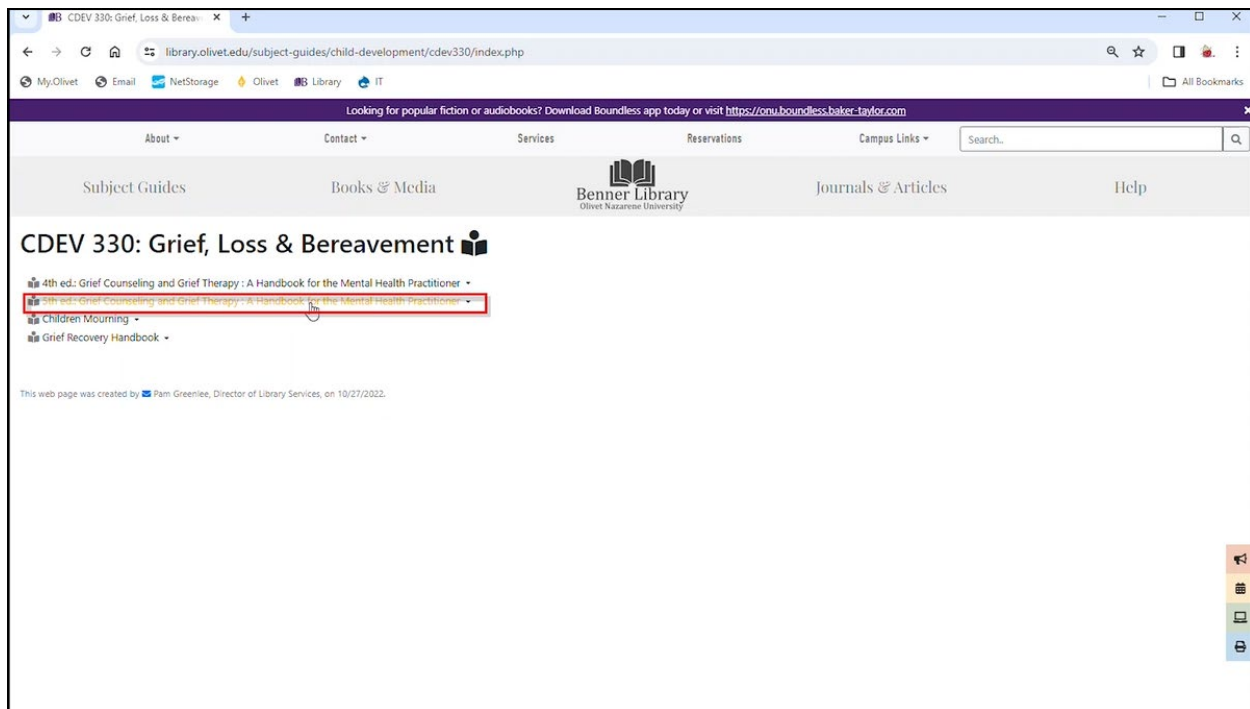 CDEV 330: Grief, Loss & Bereav
library.olivet.edu/subject-guides/child-development/cdev330/index.php
My.Olivet Email NetStorage Olivet Library IT All Bookmarks
Looking for popular fiction or audiobooks? Download Boundless app today or visit https://onu.boundless.baker-taylor.com
About Contact Services Reservations Campus Links Search..
Subject Guides Books & Media Benner Library Journals & Articles Help
Olivet Nazarene University
CDEV 330: Grief, Loss & Bereavement
4th ed.: Grief Counseling and Grief Therapy : A Handbook for the Mental Health Practitioner
5th ed.: Grief Counseling and Grief Therapy : A Handbook for the Mental Health Practitioner
Children Mourning
Grief Recovery Handbook
This web page was created by Pam Greenlee, Director of Library Services, on 10/27/2022.